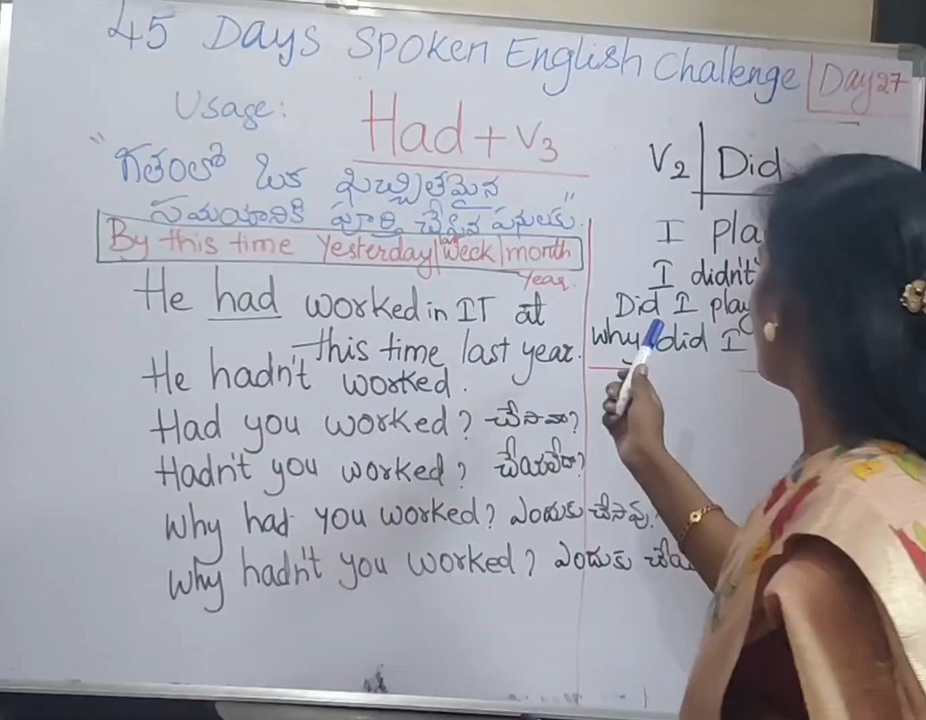 45 Days Spoken English Challenge Day 27
Usage: Had + V3
"గతంలో ఒక ఖచ్చితమైన
సమయానికి పూర్తి చేసిన పనులకు"
By this time Yesterday/week/month
year.
He had worked in IT at
this time last year.
He hadn't worked.
Had you worked? చేసావా?
Hadn't you worked? చేయలేదా?
Why had you worked? ఎందుకు చేసావు?
Why hadn't you worked? ఎందుకు
V2 Did
I
I didn't
Did I
why did I